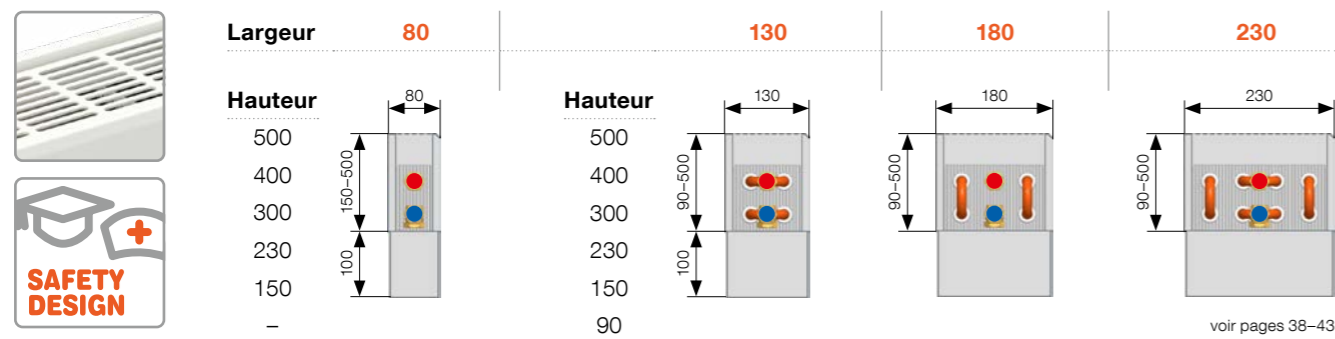 Largeur 80 130 180 230
Hauteur 80 Hauteur 130 180 230
500 500
400 400
300 300
230 230
150 150
– 90
150–500 90–500 90–500 90–500
100 100
SAFETY
DESIGN
voir pages 38–43